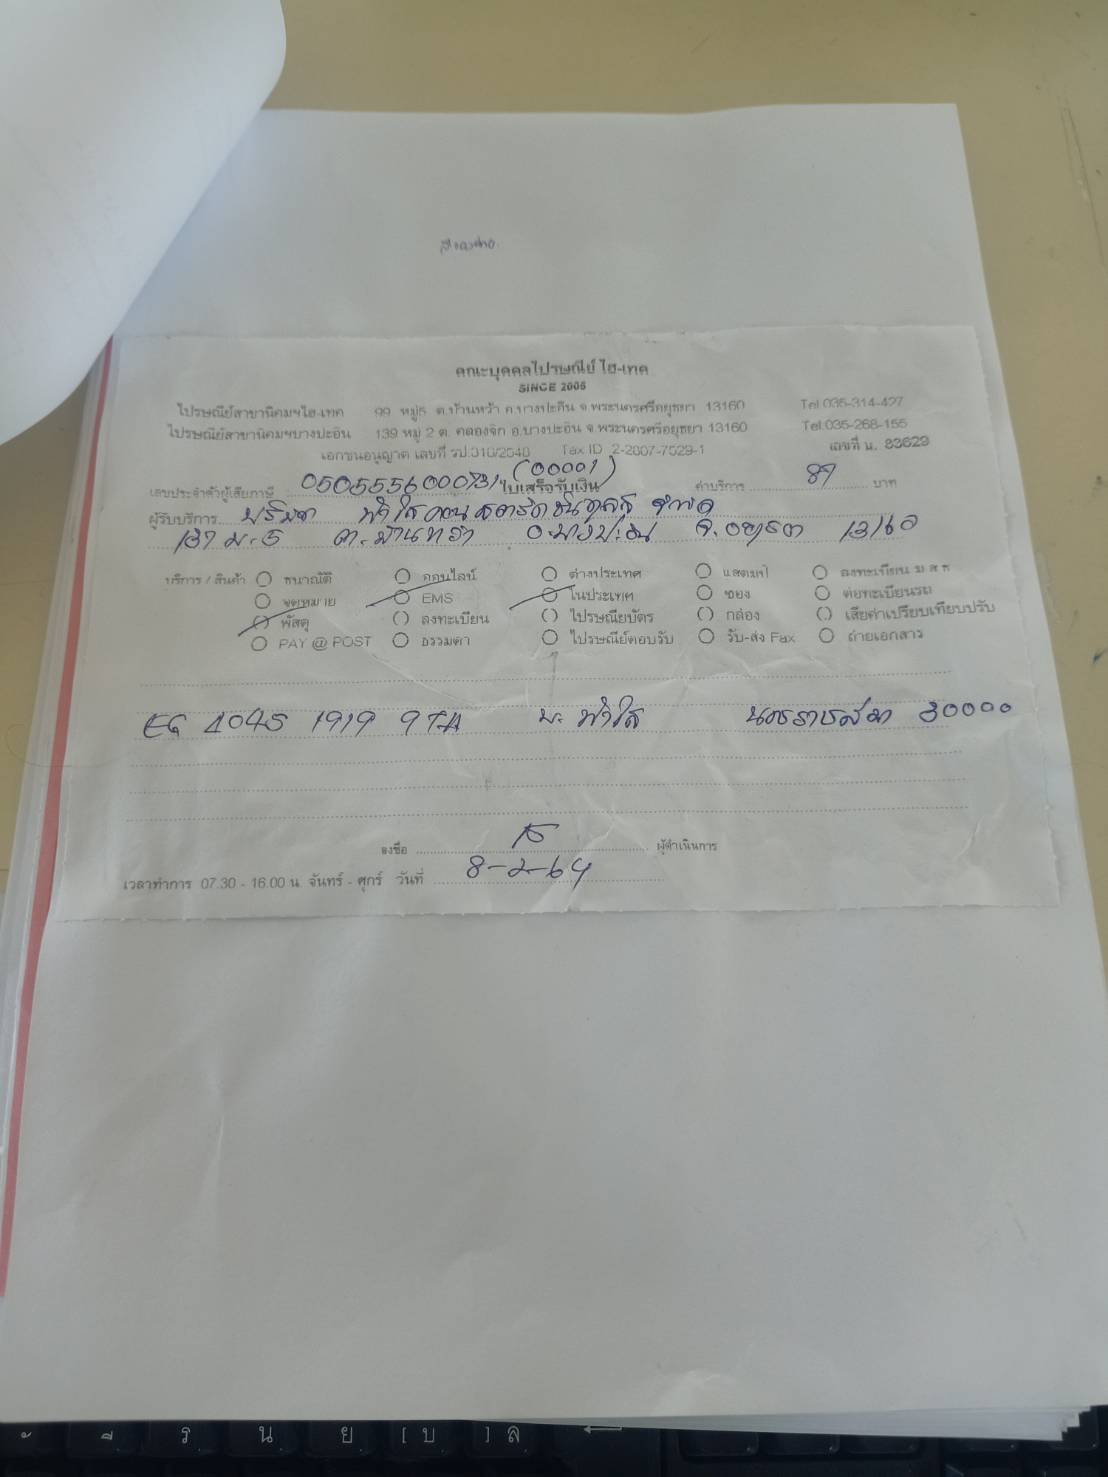 คณะบุคคลไปรษณีย์ ไฮ-เทค
SINCE 2005
ไปรษณีย์สาขานิคมฯไฮ-เทค 99 หมู่5 ต.บ้านหว้า อ.บางปะอิน จ.พระนครศรีอยุธยา 13160 Tel.035-314-427
ไปรษณีย์สาขานิคมฯบางปะอิน 139 หมู่ 2 ต. คลองจิก อ.บางปะอิน จ.พระนครศรีอยุธยา 13160 Tel.035-268-155
เอกชนอนุญาต เลขที่ รป.310/2548 Tax ID 2-2007-7529-1 เลขที่ น. 83629
(00001)
เลขประจำตัวผู้เสียภาษี 0505556000731 ใบเสร็จรับเงิน ค่าบริการ 87 บาท
ผู้รับบริการ บริษัท ฟ้าใส คอนสตรัคชั่น จำกัด
137 ม.5 ต.บ้านหว้า อ.บางปะอิน จ.อยุธยา 13160
บริการ / สินค้า ธนาณัติ ออนไลน์ ต่างประเทศ แสตมป์ ลงทะเบียน ม ส ท
จดหมาย EMS ในประเทศ ซอง ต่อทะเบียนรถ
พัสดุ ลงทะเบียน ไปรษณียบัตร กล่อง เสียค่าเปรียบเทียบปรับ
PAY @ POST ธรรมดา ไปรษณีย์ตอบรับ รับ-ส่ง Fax ถ่ายเอกสาร
EG 4045 1919 9 TH บ. ฟ้าใส นครราชสีมา 30000
ลงชื่อ ผู้ดำเนินการ
เวลาทำการ 07.30 - 16.00 น จันทร์ - ศุกร์ วันที่ 8-2-64
ร น ย [ บ ] ล